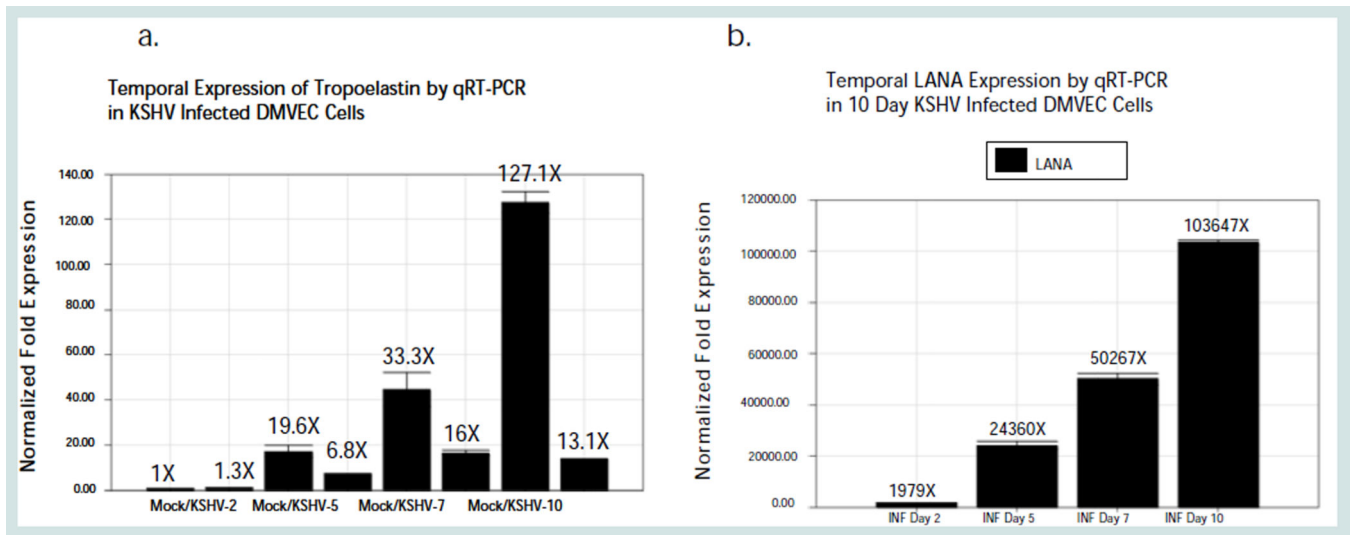 a.
Temporal Expression of Tropoelastin by qRT-PCR
in KSHV Infected DMVEC Cells
Normalized Fold Expression
140.00
120.00
100.00
80.00
60.00
40.00
20.00
0.00
1X
1.3X
19.6X
6.8X
33.3X
16X
127.1X
13.1X
Mock/KSHV-2 Mock/KSHV-5 Mock/KSHV-7 Mock/KSHV-10
b.
Temporal LANA Expression by qRT-PCR
in 10 Day KSHV Infected DMVEC Cells
LANA
Normalized Fold Expression
120000.00
100000.00
80000.00
60000.00
40000.00
20000.00
0.00
1979X
24360X
50267X
103647X
INF Day 2 INF Day 5 INF Day 7 INF Day 10